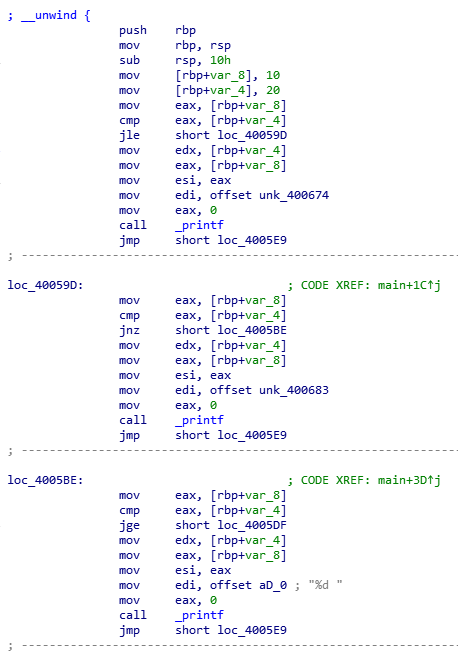 ; __unwind {
push rbp
mov rbp, rsp
sub rsp, 10h
mov [rbp+var_8], 10
mov [rbp+var_4], 20
mov eax, [rbp+var_8]
cmp eax, [rbp+var_4]
jle short loc_40059D
mov edx, [rbp+var_4]
mov eax, [rbp+var_8]
mov esi, eax
mov edi, offset unk_400674
mov eax, 0
call _printf
jmp short loc_4005E9
; ---------------------------------------------------------------
loc_40059D: ; CODE XREF: main+1C↑j
mov eax, [rbp+var_8]
cmp eax, [rbp+var_4]
jnz short loc_4005BE
mov edx, [rbp+var_4]
mov eax, [rbp+var_8]
mov esi, eax
mov edi, offset unk_400683
mov eax, 0
call _printf
jmp short loc_4005E9
; ---------------------------------------------------------------
loc_4005BE: ; CODE XREF: main+3D↑j
mov eax, [rbp+var_8]
cmp eax, [rbp+var_4]
jge short loc_4005DF
mov edx, [rbp+var_4]
mov eax, [rbp+var_8]
mov esi, eax
mov edi, offset aD_0 ; "%d "
mov eax, 0
call _printf
jmp short loc_4005E9
; ---------------------------------------------------------------